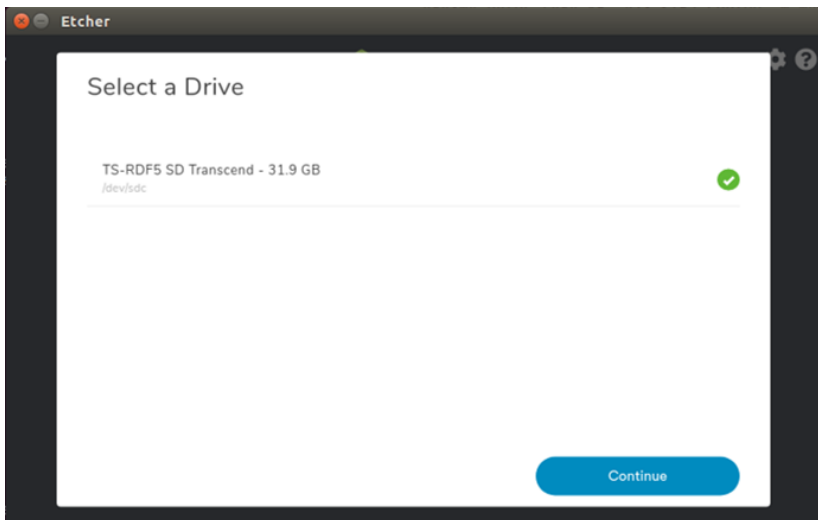 Etcher
Select a Drive
TS-RDF5 SD Transcend - 31.9 GB
/dev/sdc
Continue